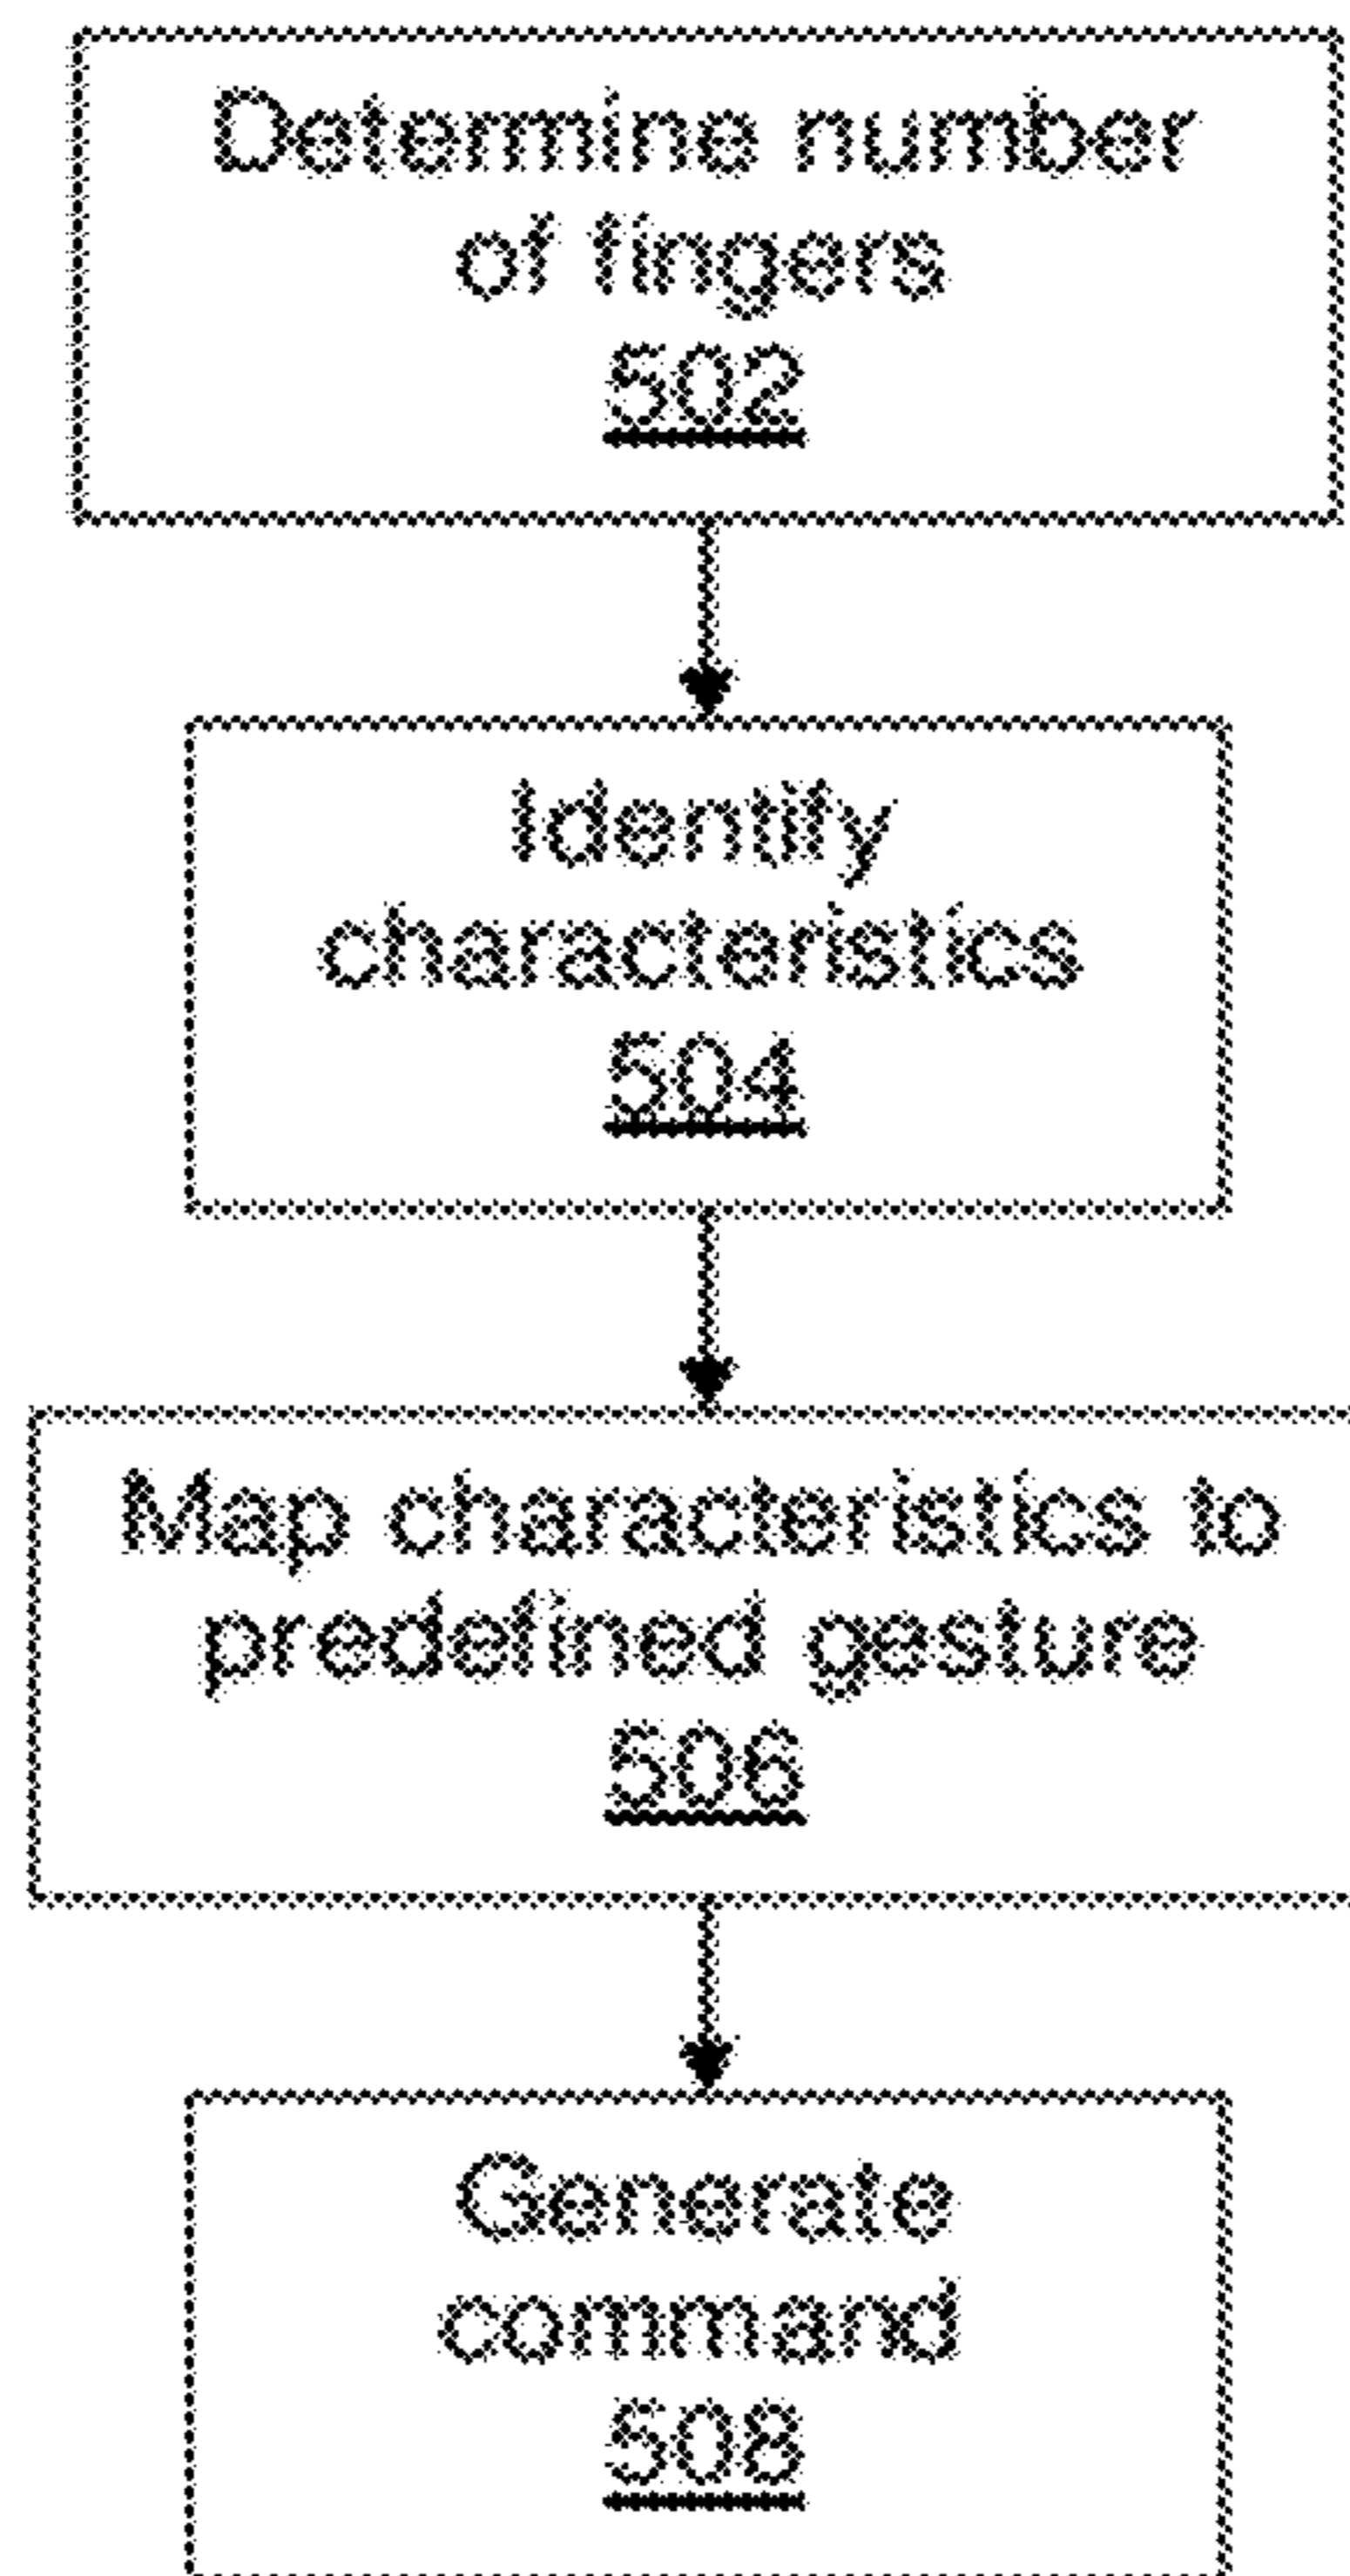 Determine number
of fingers
502
Identify
characteristics
504
Map characteristics to
predefined gesture
506
Generate
command
508